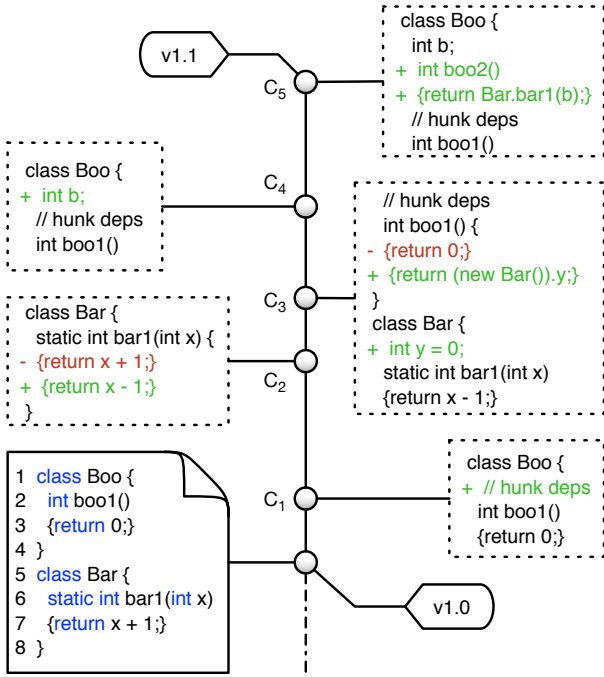 v1.1
C5
class Boo {
int b;
+ int boo2()
+ {return Bar.bar1(b);}
// hunk deps
int boo1()
C4
class Boo {
+ int b;
// hunk deps
int boo1()
C3
// hunk deps
int boo1() {
- {return 0;}
+ {return (new Bar()).y;}
}
class Bar {
+ int y = 0;
static int bar1(int x)
{return x - 1;}
C2
class Bar {
static int bar1(int x) {
- {return x + 1;}
+ {return x - 1;}
}
C1
class Boo {
+ // hunk deps
int boo1()
{return 0;}
1 class Boo {
2 int boo1()
3 {return 0;}
4 }
5 class Bar {
6 static int bar1(int x)
7 {return x + 1;}
8 }
v1.0